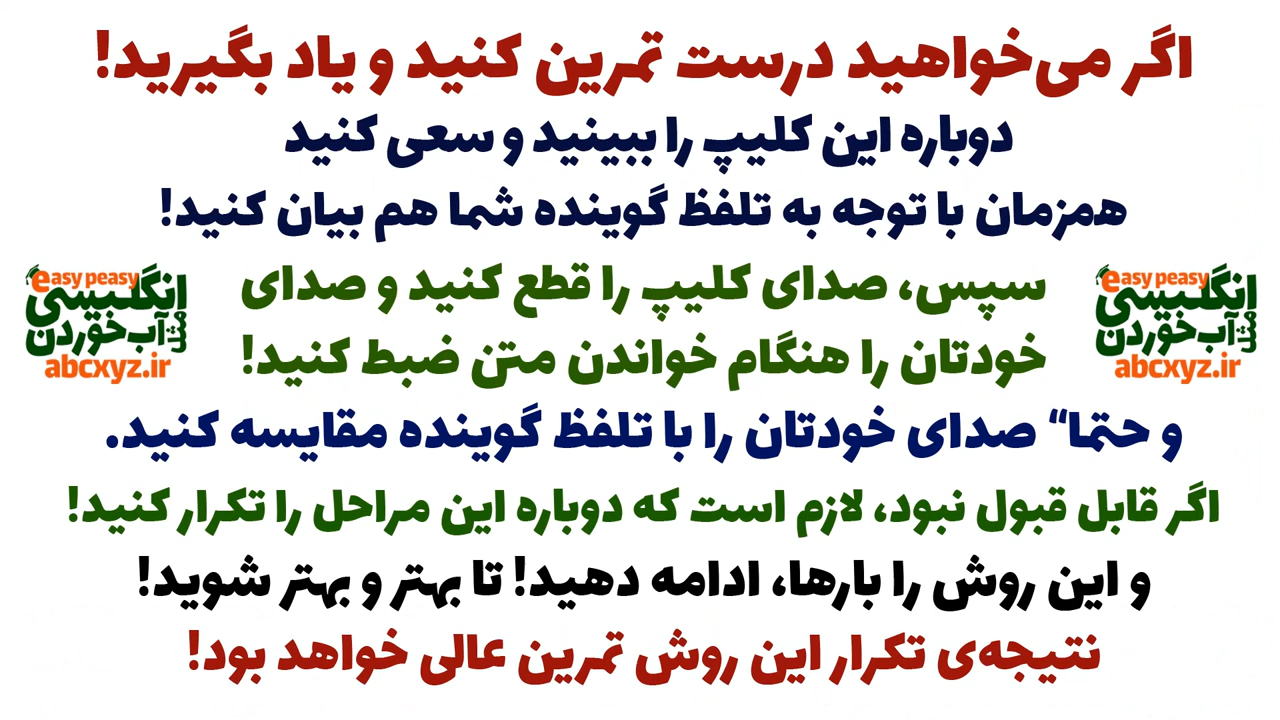 اگر می‌خواهید درست تمرین کنید و یاد بگیرید!
دوباره این کلیپ را ببینید و سعی کنید
همزمان با توجه به تلفظ گوینده شما هم بیان کنید!
سپس، صدای کلیپ را قطع کنید و صدای
خودتان را هنگام خواندن متن ضبط کنید!
easy peasy
انگلیسی
مثل آب خوردن
abcxyz.ir
easy peasy
انگلیسی
مثل آب خوردن
abcxyz.ir
و حتما“ صدای خودتان را با تلفظ گوینده مقایسه کنید.
اگر قابل قبول نبود، لازم است که دوباره این مراحل را تکرار کنید!
و این روش را بارها، ادامه دهید! تا بهتر و بهتر شوید!
نتیجه‌ی تکرار این روش تمرین عالی خواهد بود!